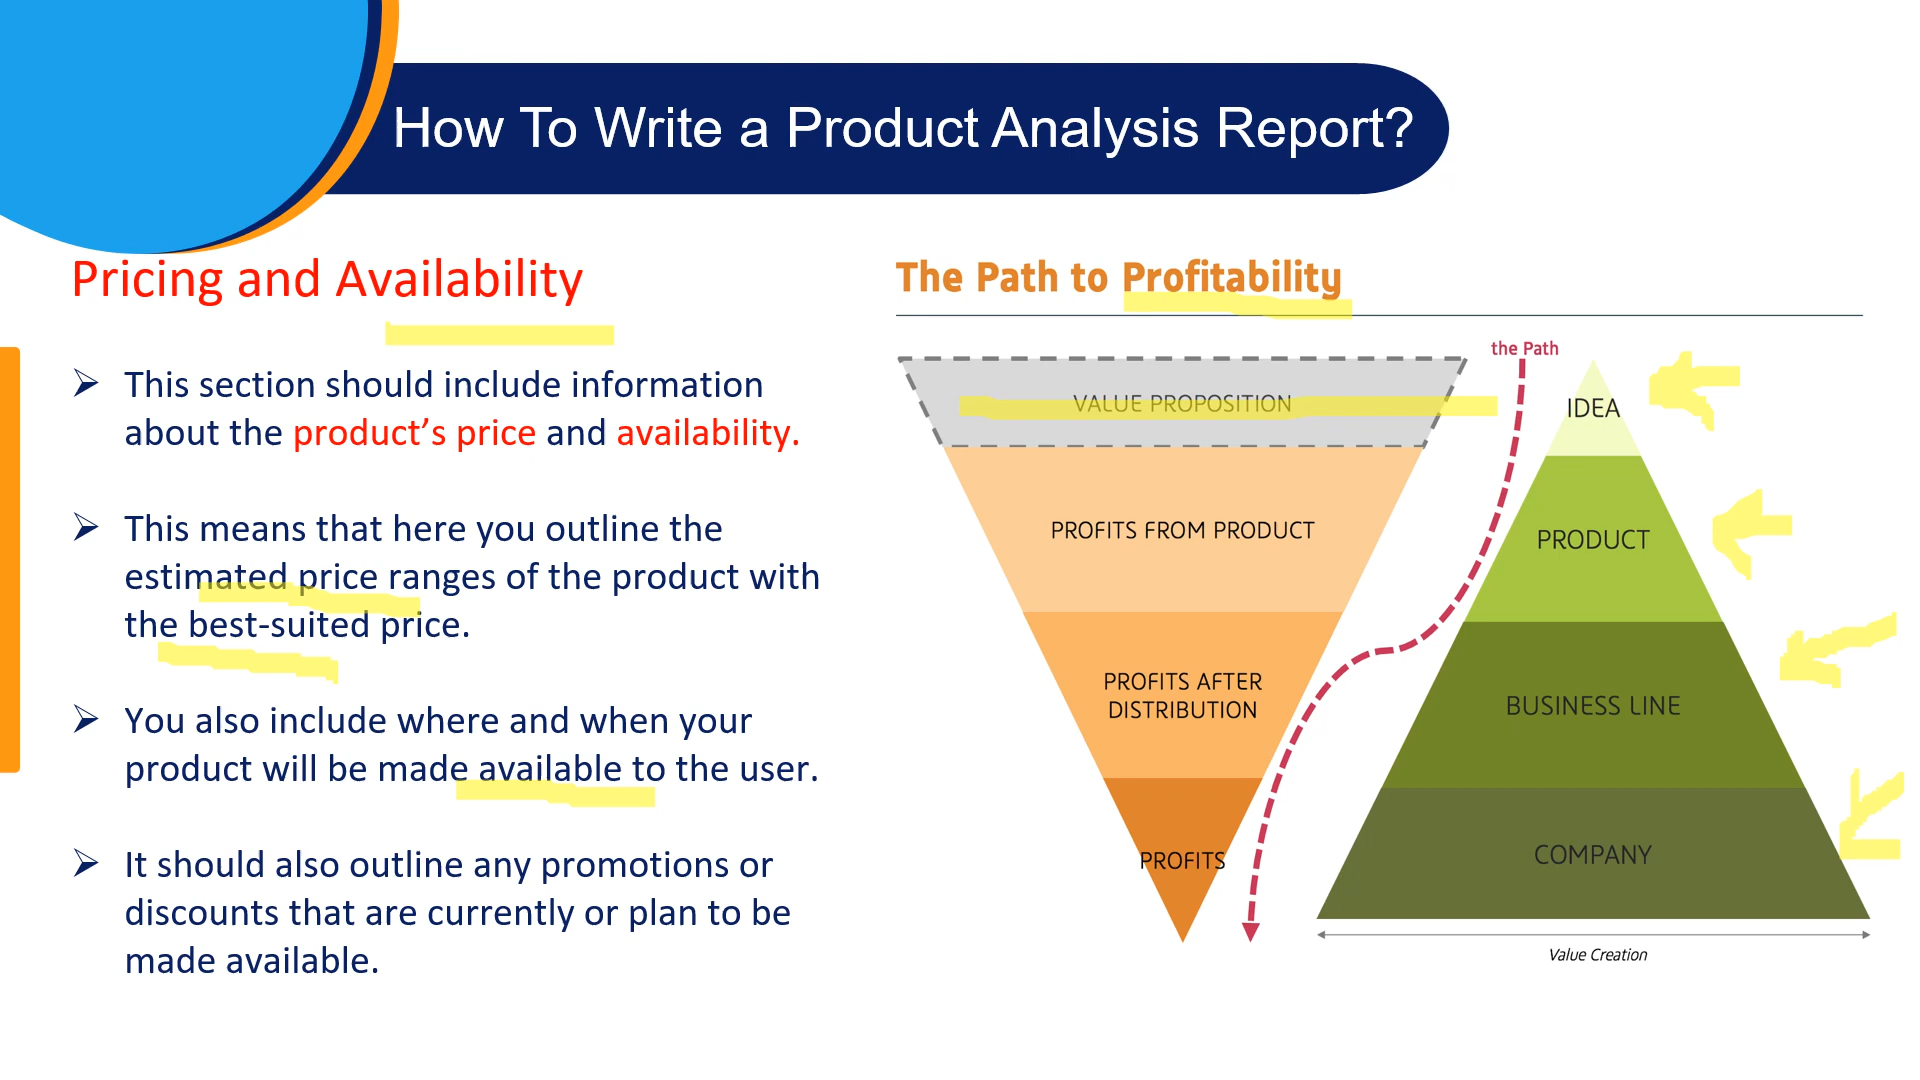 How To Write a Product Analysis Report?
Pricing and Availability
This section should include information
about the product’s price and availability.
This means that here you outline the
estimated price ranges of the product with
the best-suited price.
You also include where and when your
product will be made available to the user.
It should also outline any promotions or
discounts that are currently or plan to be
made available.
The Path to Profitability
the Path
VALUE PROPOSITION
PROFITS FROM PRODUCT
PROFITS AFTER
DISTRIBUTION
PROFITS
IDEA
PRODUCT
BUSINESS LINE
COMPANY
Value Creation